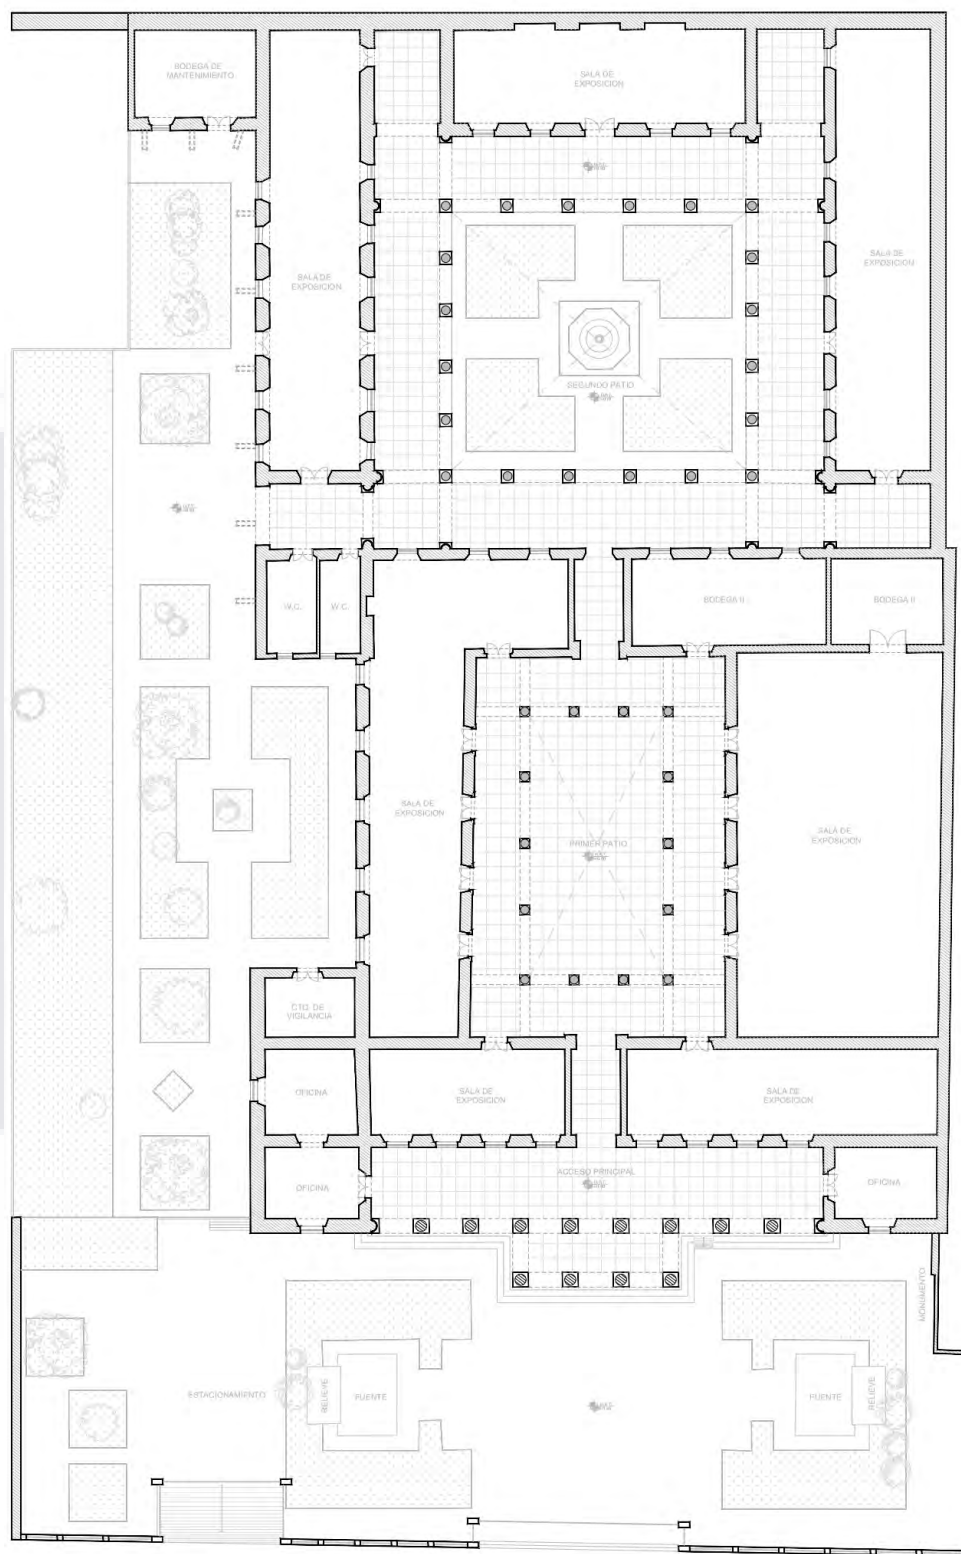 BODEGA DE
MANTENIMIENTO
SALA DE
EXPOSICION
SALA DE
EXPOSICION
SALA DE
EXPOSICION
SEGUNDO PATIO
W.C.
W.C.
BODEGA II
BODEGA II
SALA DE
EXPOSICION
PRIMER PATIO
SALA DE
EXPOSICION
CTO. DE
VIGILANCIA
OFICINA
SALA DE
EXPOSICION
SALA DE
EXPOSICION
ACCESO PRINCIPAL
OFICINA
OFICINA
MONUMENTO
ESTACIONAMIENTO
RELIEVE
FUENTE
FUENTE
RELIEVE